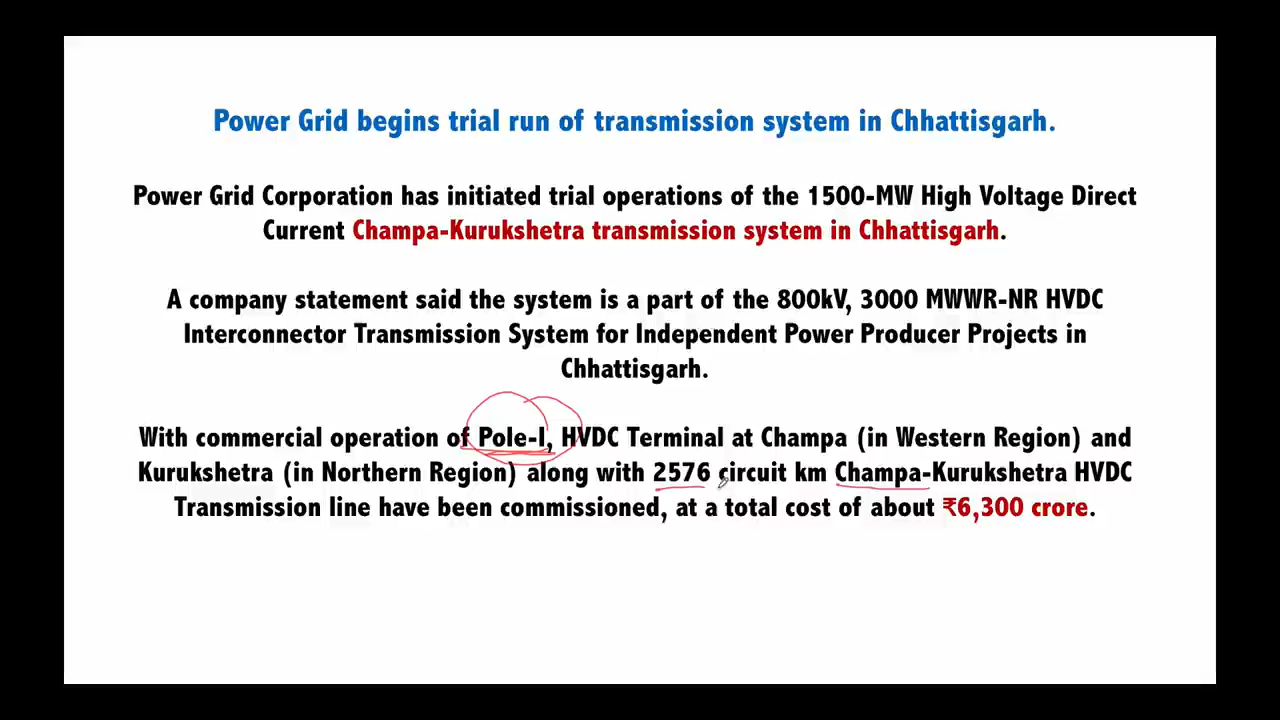 Power Grid begins trial run of transmission system in Chhattisgarh.
Power Grid Corporation has initiated trial operations of the 1500-MW High Voltage Direct
Current Champa-Kurukshetra transmission system in Chhattisgarh.
A company statement said the system is a part of the 800kV, 3000 MWWR-NR HVDC
Interconnector Transmission System for Independent Power Producer Projects in
Chhattisgarh.
With commercial operation of Pole-I, HVDC Terminal at Champa (in Western Region) and
Kurukshetra (in Northern Region) along with 2576 circuit km Champa-Kurukshetra HVDC
Transmission line have been commissioned, at a total cost of about ₹6,300 crore.